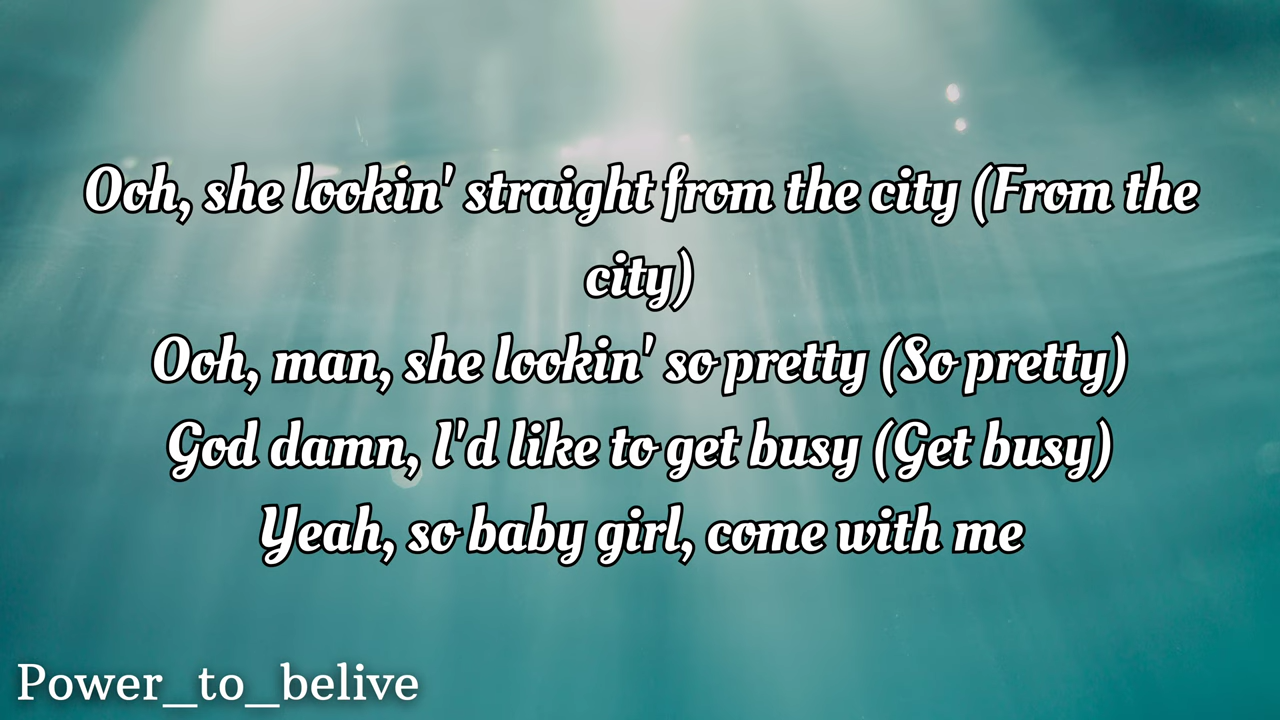 Ooh, she lookin' straight from the city (From the
city)
Ooh, man, she lookin' so pretty (So pretty)
God damn, I'd like to get busy (Get busy)
Yeah, so baby girl, come with me
Power_to_belive